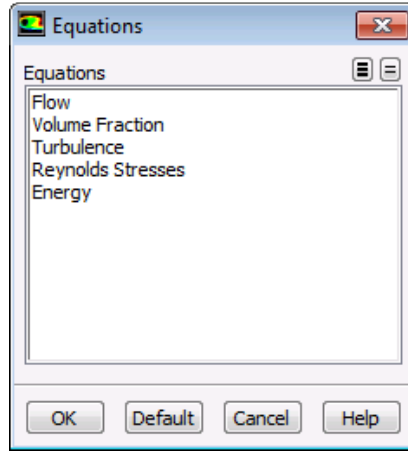 Equations
Equations
Flow
Volume Fraction
Turbulence
Reynolds Stresses
Energy
OK Default Cancel Help